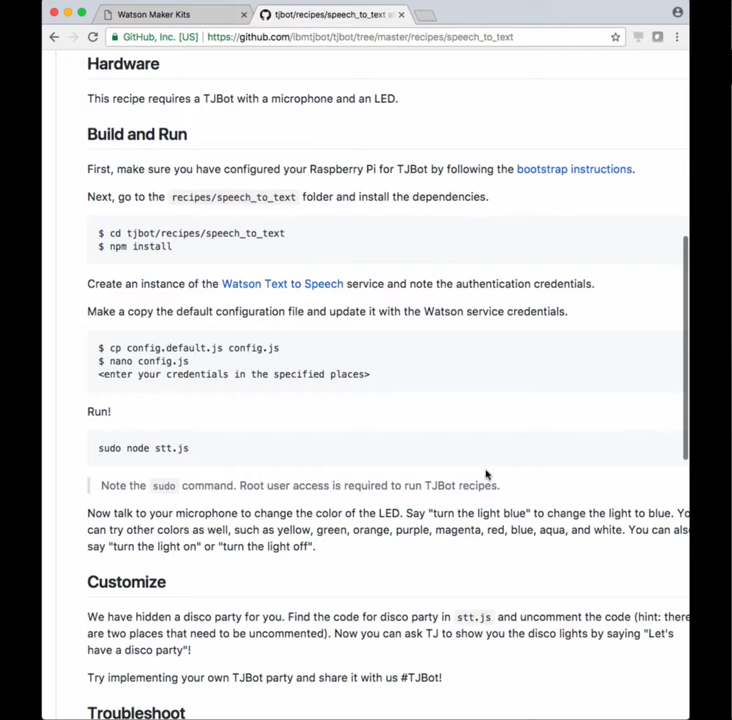 Watson Maker Kits
tjbot/recipes/speech_to_text a
GitHub, Inc. [US] https://github.com/ibmtjbot/tjbot/tree/master/recipes/speech_to_text
Hardware
This recipe requires a TJBot with a microphone and an LED.
Build and Run
First, make sure you have configured your Raspberry Pi for TJBot by following the bootstrap instructions.
Next, go to the recipes/speech_to_text folder and install the dependencies.
$ cd tjbot/recipes/speech_to_text
$ npm install
Create an instance of the Watson Text to Speech service and note the authentication credentials.
Make a copy the default configuration file and update it with the Watson service credentials.
$ cp config.default.js config.js
$ nano config.js
<enter your credentials in the specified places>
Run!
sudo node stt.js
Note the sudo command. Root user access is required to run TJBot recipes.
Now talk to your microphone to change the color of the LED. Say "turn the light blue" to change the light to blue. Yo
can try other colors as well, such as yellow, green, orange, purple, magenta, red, blue, aqua, and white. You can als
say "turn the light on" or "turn the light off".
Customize
We have hidden a disco party for you. Find the code for disco party in stt.js and uncomment the code (hint: there
are two places that need to be uncommented). Now you can ask TJ to show you the disco lights by saying "Let's
have a disco party"!
Try implementing your own TJBot party and share it with us #TJBot!
Troubleshoot